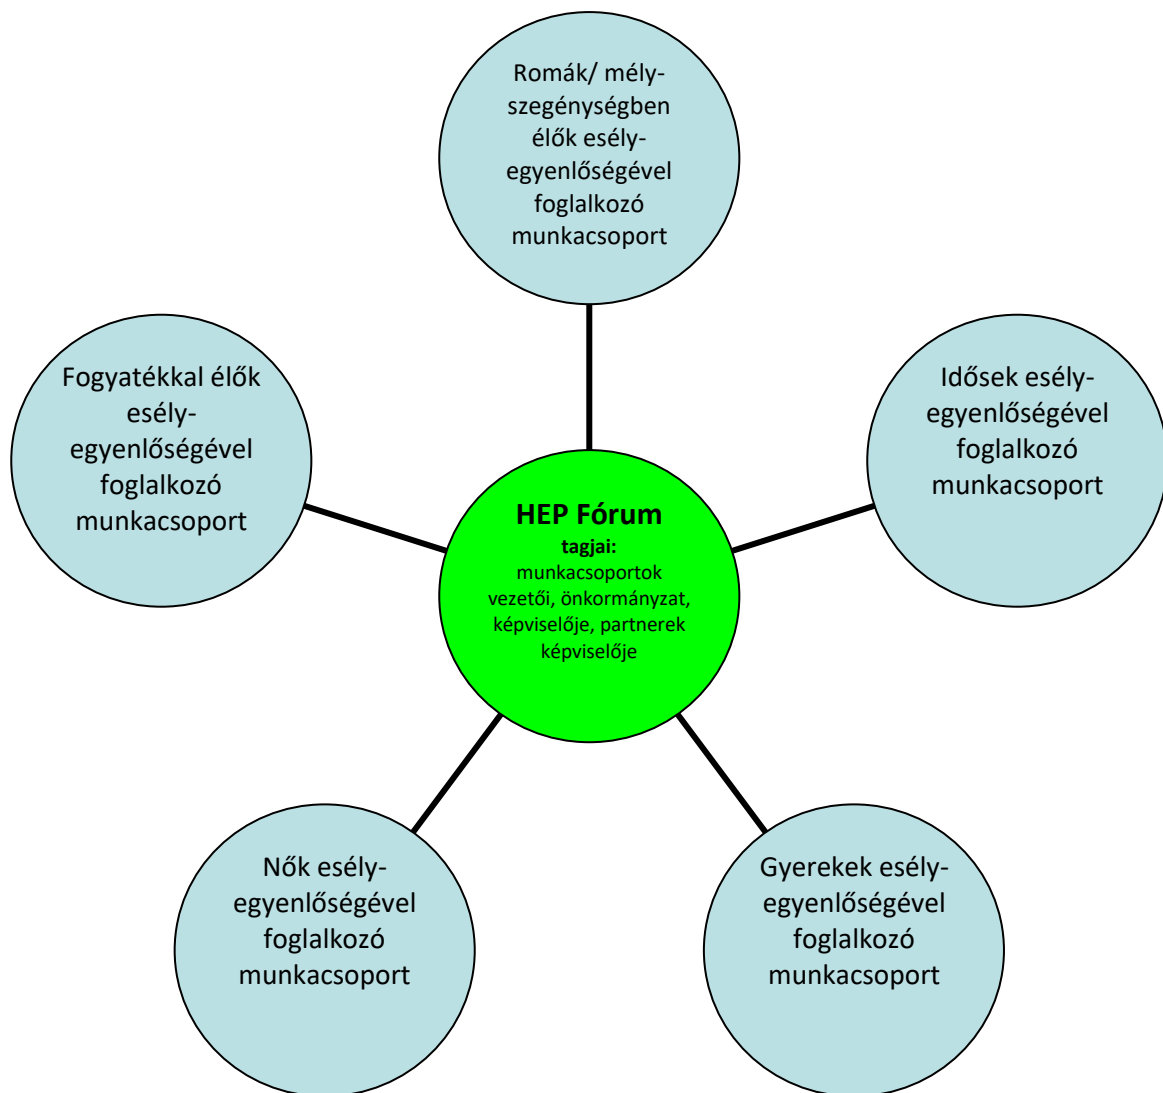 Romák/ mély-
szegénységben
élők esély-
egyenlőségével
foglalkozó
munkacsoport
Fogyatékkal élők
esély-
egyenlőségével
foglalkozó
munkacsoport
Idősek esély-
egyenlőségével
foglalkozó
munkacsoport
HEP Fórum
tagjai:
munkacsoportok
vezetői, önkormányzat,
képviselője, partnerek
képviselője
Nők esély-
egyenlőségével
foglalkozó
munkacsoport
Gyerekek esély-
egyenlőségével
foglalkozó
munkacsoport